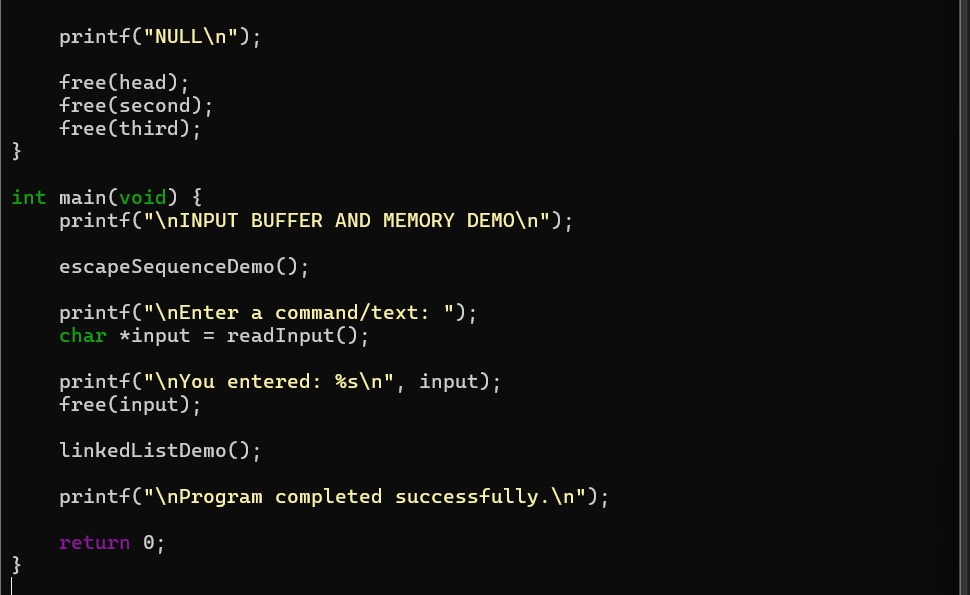 printf("NULL\n");
free(head);
free(second);
free(third);
}
int main(void) {
printf("\nINPUT BUFFER AND MEMORY DEMO\n");
escapeSequenceDemo();
printf("\nEnter a command/text: ");
char *input = readInput();
printf("\nYou entered: %s\n", input);
free(input);
linkedListDemo();
printf("\nProgram completed successfully.\n");
return 0;
}